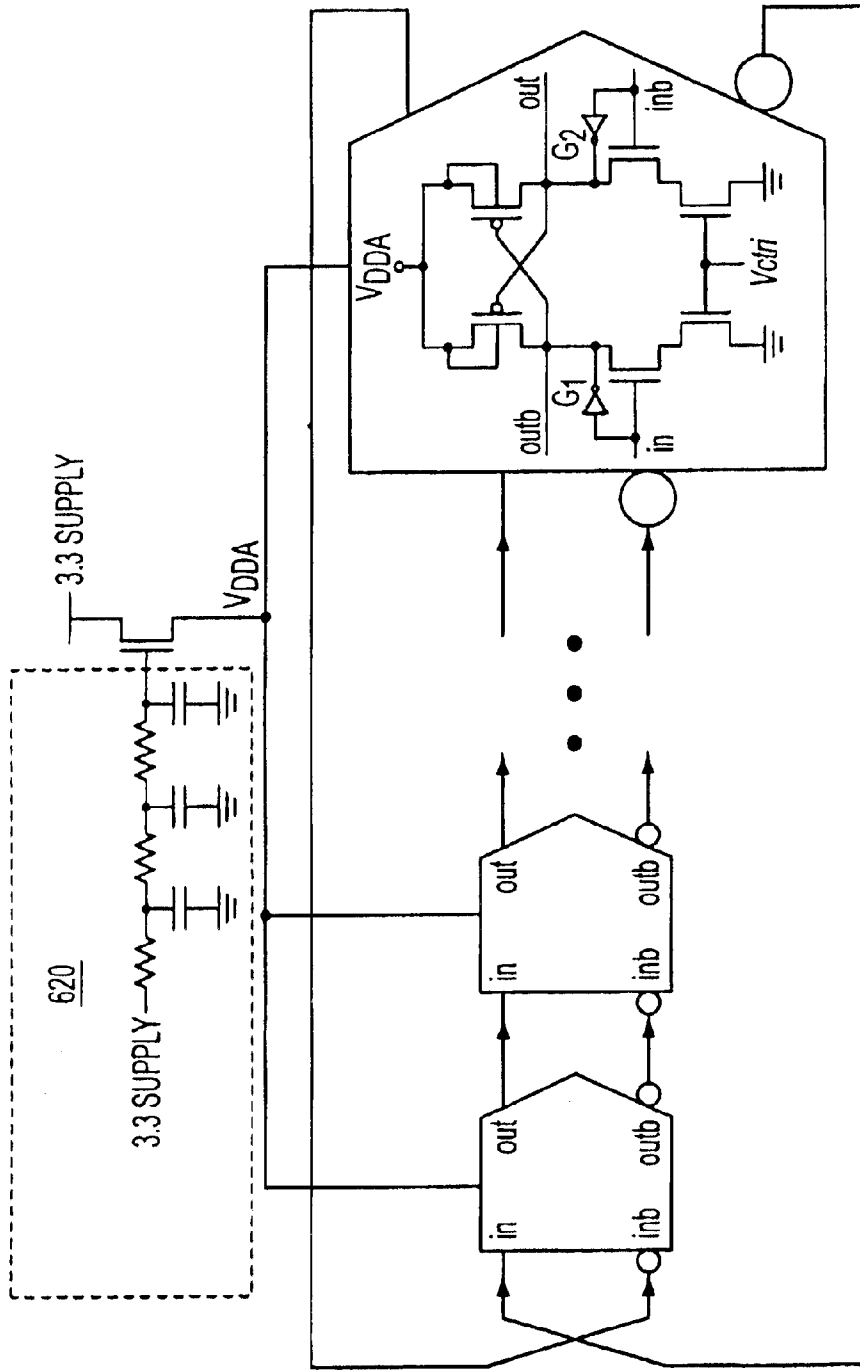 3.3 SUPPLY
620
3.3 SUPPLY
VDDA
VDDA
outb
out
G1
G2
in
inb
Vctrl
in
out
inb
outb
in
out
inb
outb